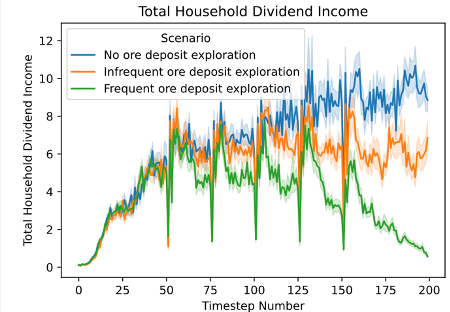 Total Household Dividend Income
Total Household Dividend Income
12
10
8
6
4
2
0
Scenario
No ore deposit exploration
Infrequent ore deposit exploration
Frequent ore deposit exploration
0 25 50 75 100 125 150 175 200
Timestep Number